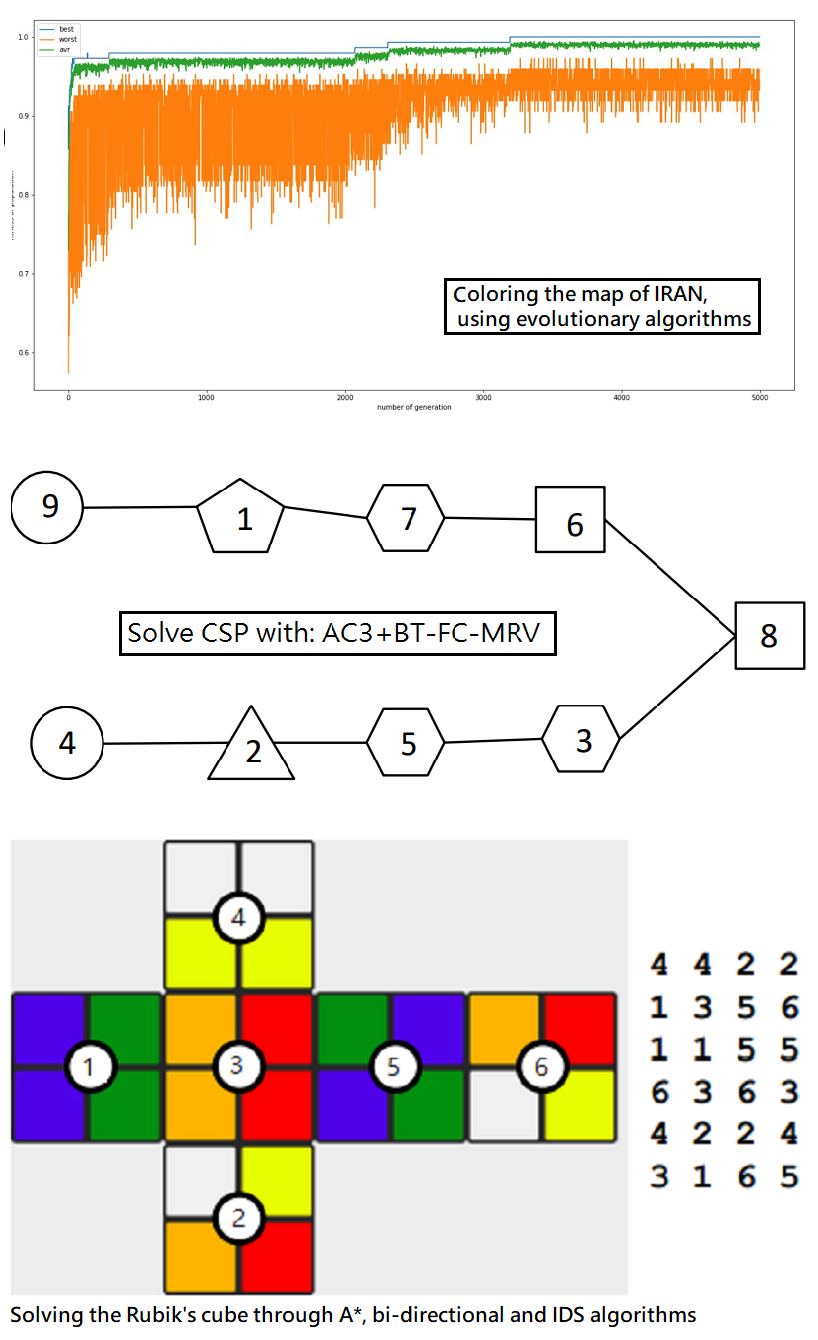 best
worst
avr
1.0
0.9
0.8
0.7
0.6
0
1000
2000
3000
4000
5000
number of generation
Coloring the map of IRAN,
using evolutionary algorithms
9
1
7
6
8
Solve CSP with: AC3+BT-FC-MRV
4
2
5
3
4
1
3
5
6
2
4 4 2 2
1 3 5 6
1 1 5 5
6 3 6 3
4 2 2 4
3 1 6 5
Solving the Rubik's cube through A*, bi-directional and IDS algorithms